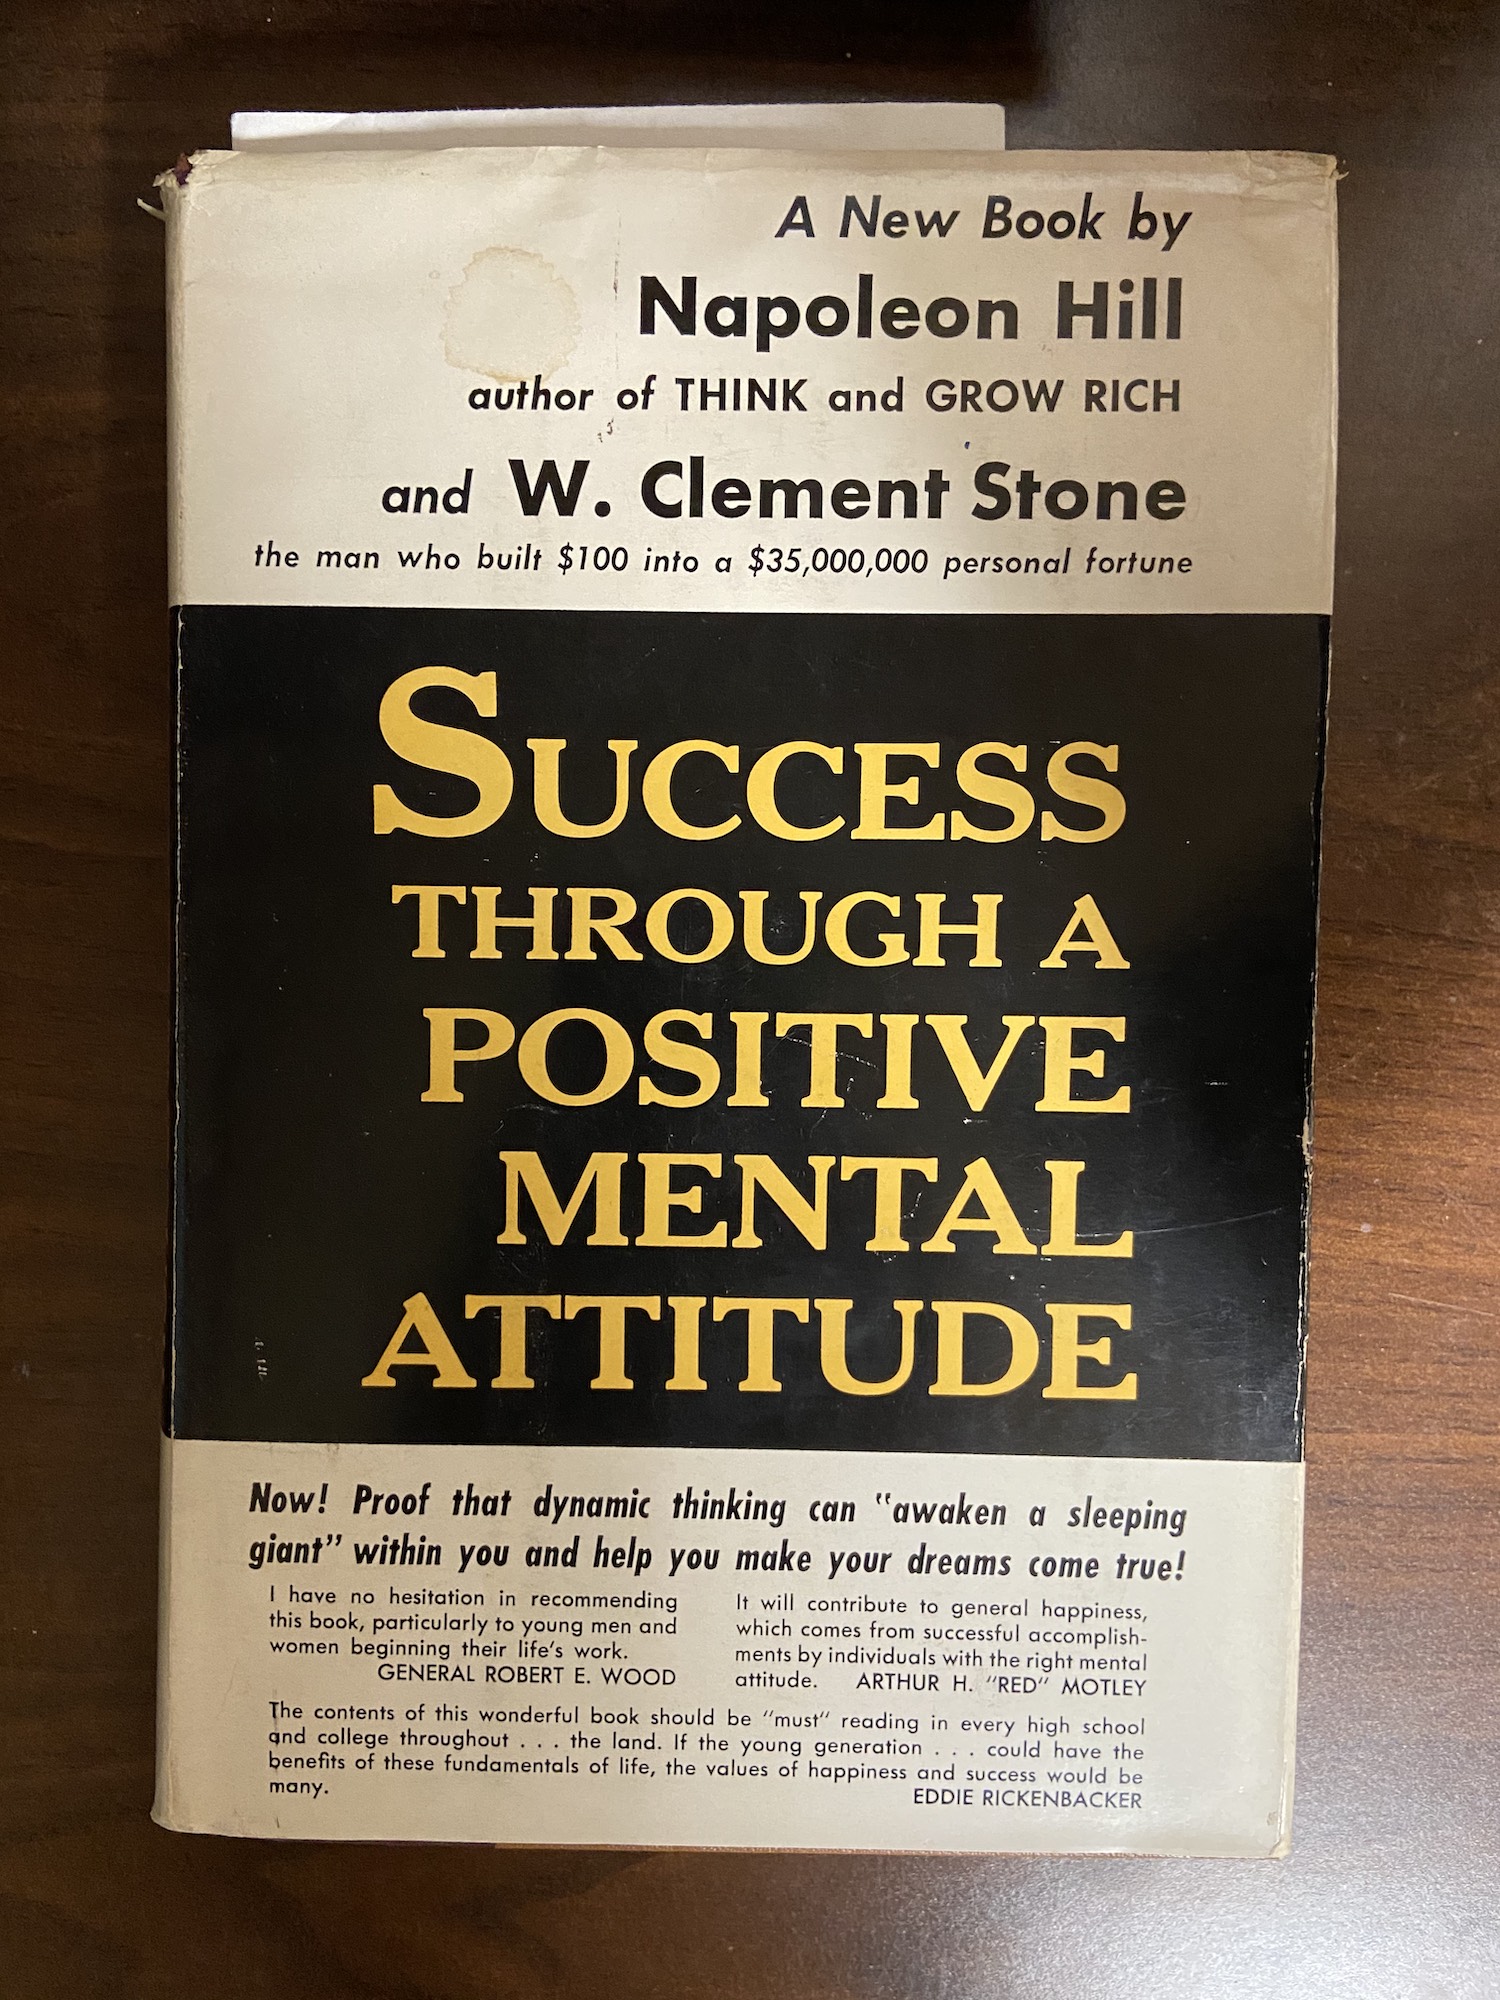 A New Book by
Napoleon Hill
author of THINK and GROW RICH
and W. Clement Stone
the man who built $100 into a $35,000,000 personal fortune
SUCCESS
THROUGH A
POSITIVE
MENTAL
ATTITUDE
Now! Proof that dynamic thinking can "awaken a sleeping
giant" within you and help you make your dreams come true!
I have no hesitation in recommending
this book, particularly to young men and
women beginning their life's work.
GENERAL ROBERT E. WOOD
It will contribute to general happiness,
which comes from successful accomplish-
ments by individuals with the right mental
attitude. ARTHUR H. "RED" MOTLEY
The contents of this wonderful book should be "must" reading in every high school
and college throughout . . . the land. If the young generation . . . could have the
benefits of these fundamentals of life, the values of happiness and success would be
many. EDDIE RICKENBACKER